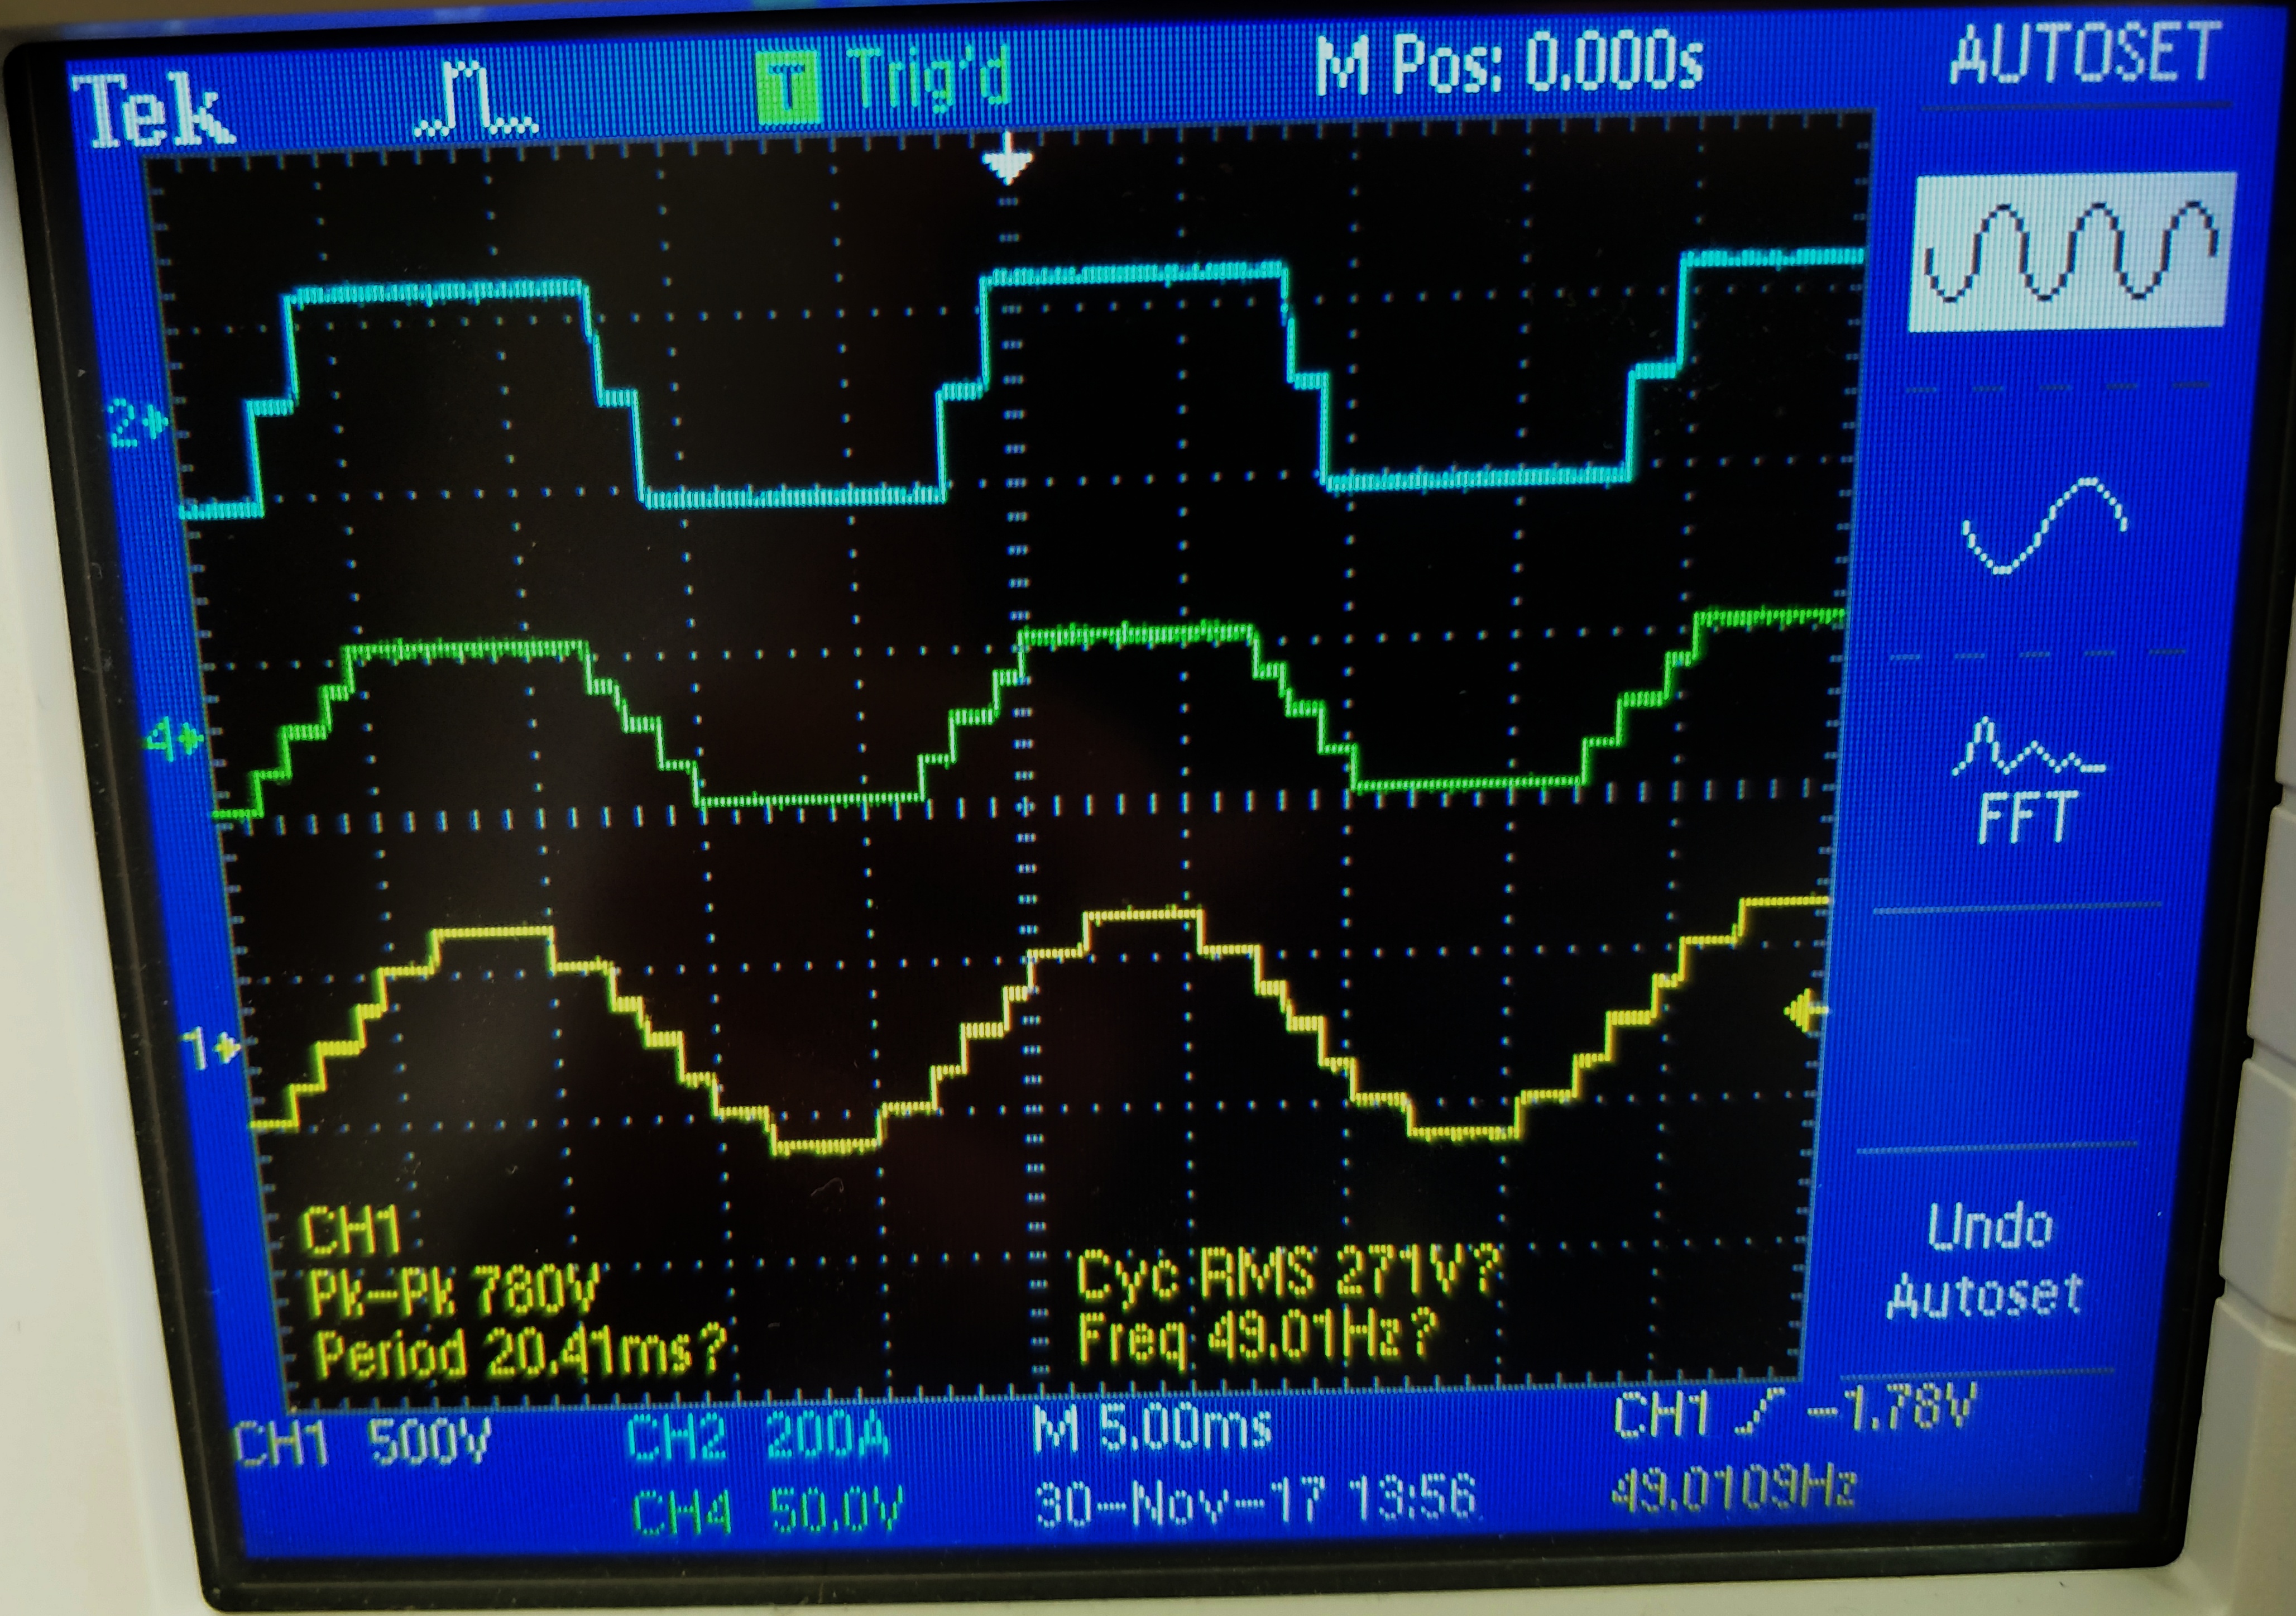 Tek T Trig'd M Pos: 0.000s AUTOSET
2
4
FFT
1
CH1
Pk-Pk 780V Cyc RMS 271V?
Period 20.41ms? Freq 49.01Hz?
Undo
Autoset
CH1 500V CH2 200A M 5.00ms CH1 -1.78V
CH4 50.0V 30-Nov-17 13:56 49.0109Hz